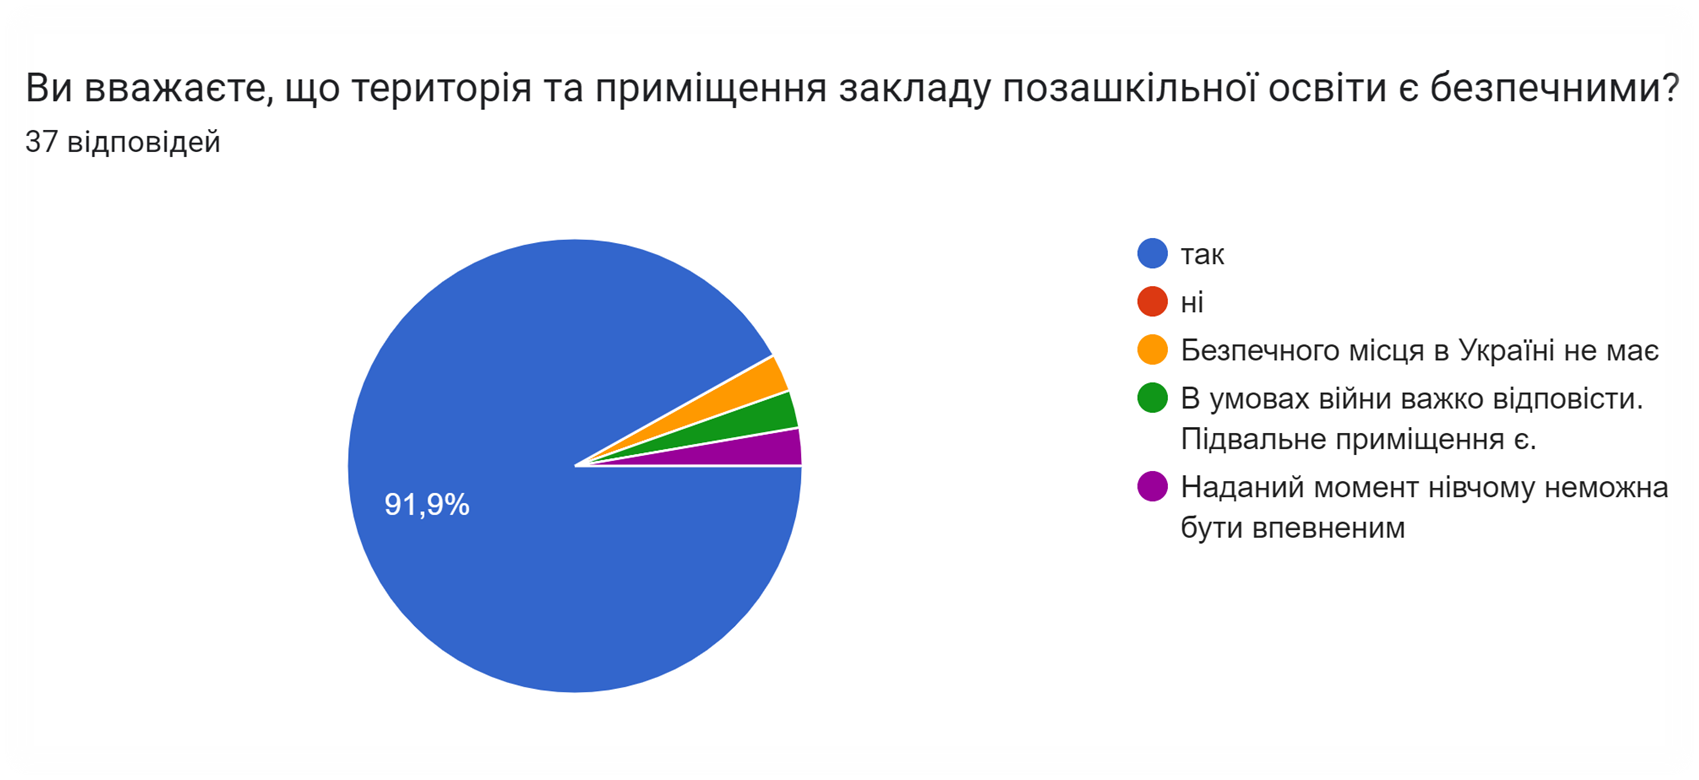 Ви вважаєте, що територія та приміщення закладу позашкільної освіти є безпечними?
37 відповідей
так
ні
Безпечного місця в Україні не має
В умовах війни важко відповісти.
Підвальне приміщення є.
Наданий момент нівчому неможна
бути впевненим
91,9%